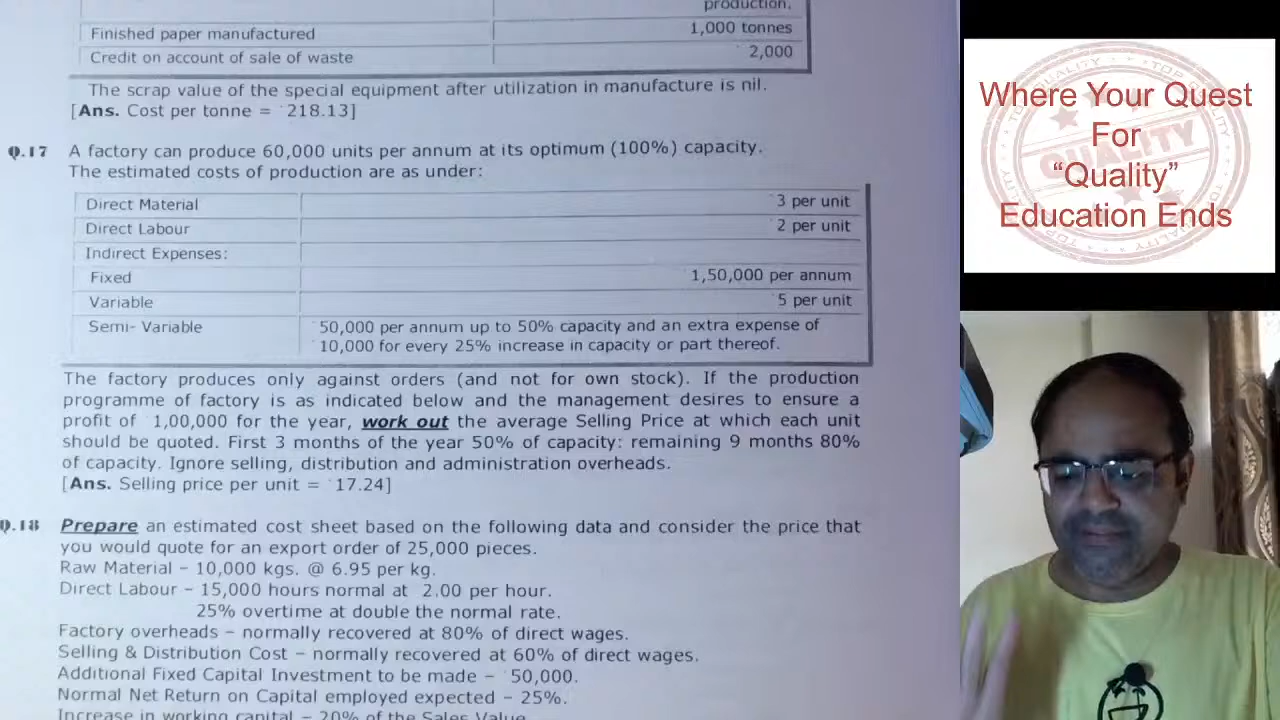 production.
Finished paper manufactured 1,000 tonnes
Credit on account of sale of waste 2,000
The scrap value of the special equipment after utilization in manufacture is nil.
[Ans. Cost per tonne = 218.13]
Q.17 A factory can produce 60,000 units per annum at its optimum (100%) capacity.
The estimated costs of production are as under:
Direct Material 3 per unit
Direct Labour 2 per unit
Indirect Expenses:
Fixed 1,50,000 per annum
Variable 5 per unit
Semi- Variable 50,000 per annum up to 50% capacity and an extra expense of
10,000 for every 25% increase in capacity or part thereof.
The factory produces only against orders (and not for own stock). If the production
programme of factory is as indicated below and the management desires to ensure a
profit of 1,00,000 for the year, work out the average Selling Price at which each unit
should be quoted. First 3 months of the year 50% of capacity: remaining 9 months 80%
of capacity. Ignore selling, distribution and administration overheads.
[Ans. Selling price per unit = 17.24]
Q.18 Prepare an estimated cost sheet based on the following data and consider the price that
you would quote for an export order of 25,000 pieces.
Raw Material – 10,000 kgs. @ 6.95 per kg.
Direct Labour – 15,000 hours normal at 2.00 per hour.
25% overtime at double the normal rate.
Factory overheads – normally recovered at 80% of direct wages.
Selling & Distribution Cost – normally recovered at 60% of direct wages.
Additional Fixed Capital Investment to be made – 50,000.
Normal Net Return on Capital employed expected – 25%.
Increase in working capital – 20% of the Sales Value
Where Your Quest
For
“Quality”
Education Ends
QUALITY